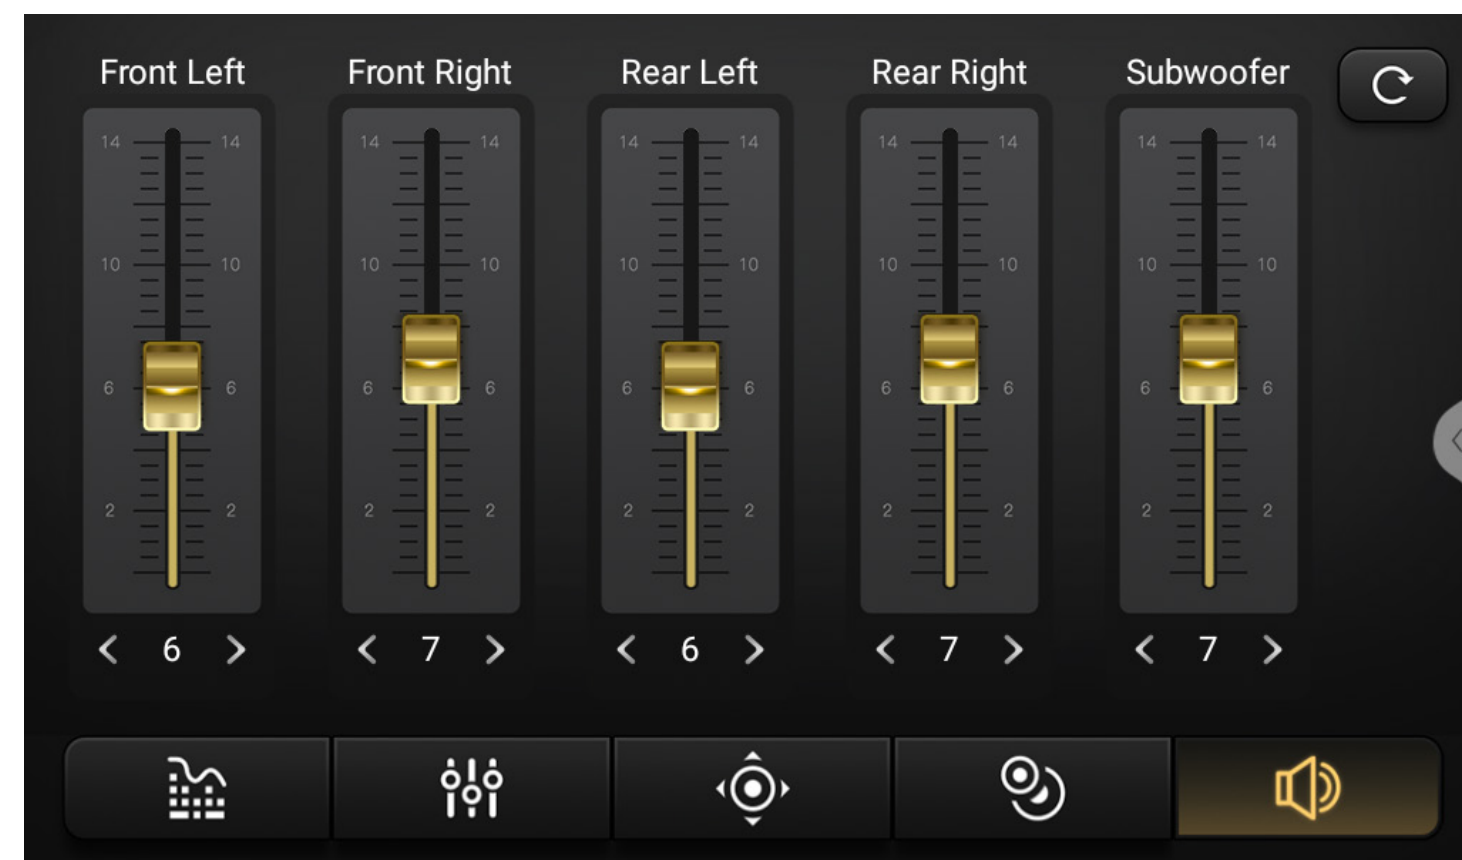 Front Left Front Right Rear Left Rear Right Subwoofer
14 14 14 14 14 14 14 14 14 14
10 10 10 10 10 10 10 10 10 10
6 6 6 6 6 6 6 6 6 6
2 2 2 2 2 2 2 2 2 2
6 7 6 7 7